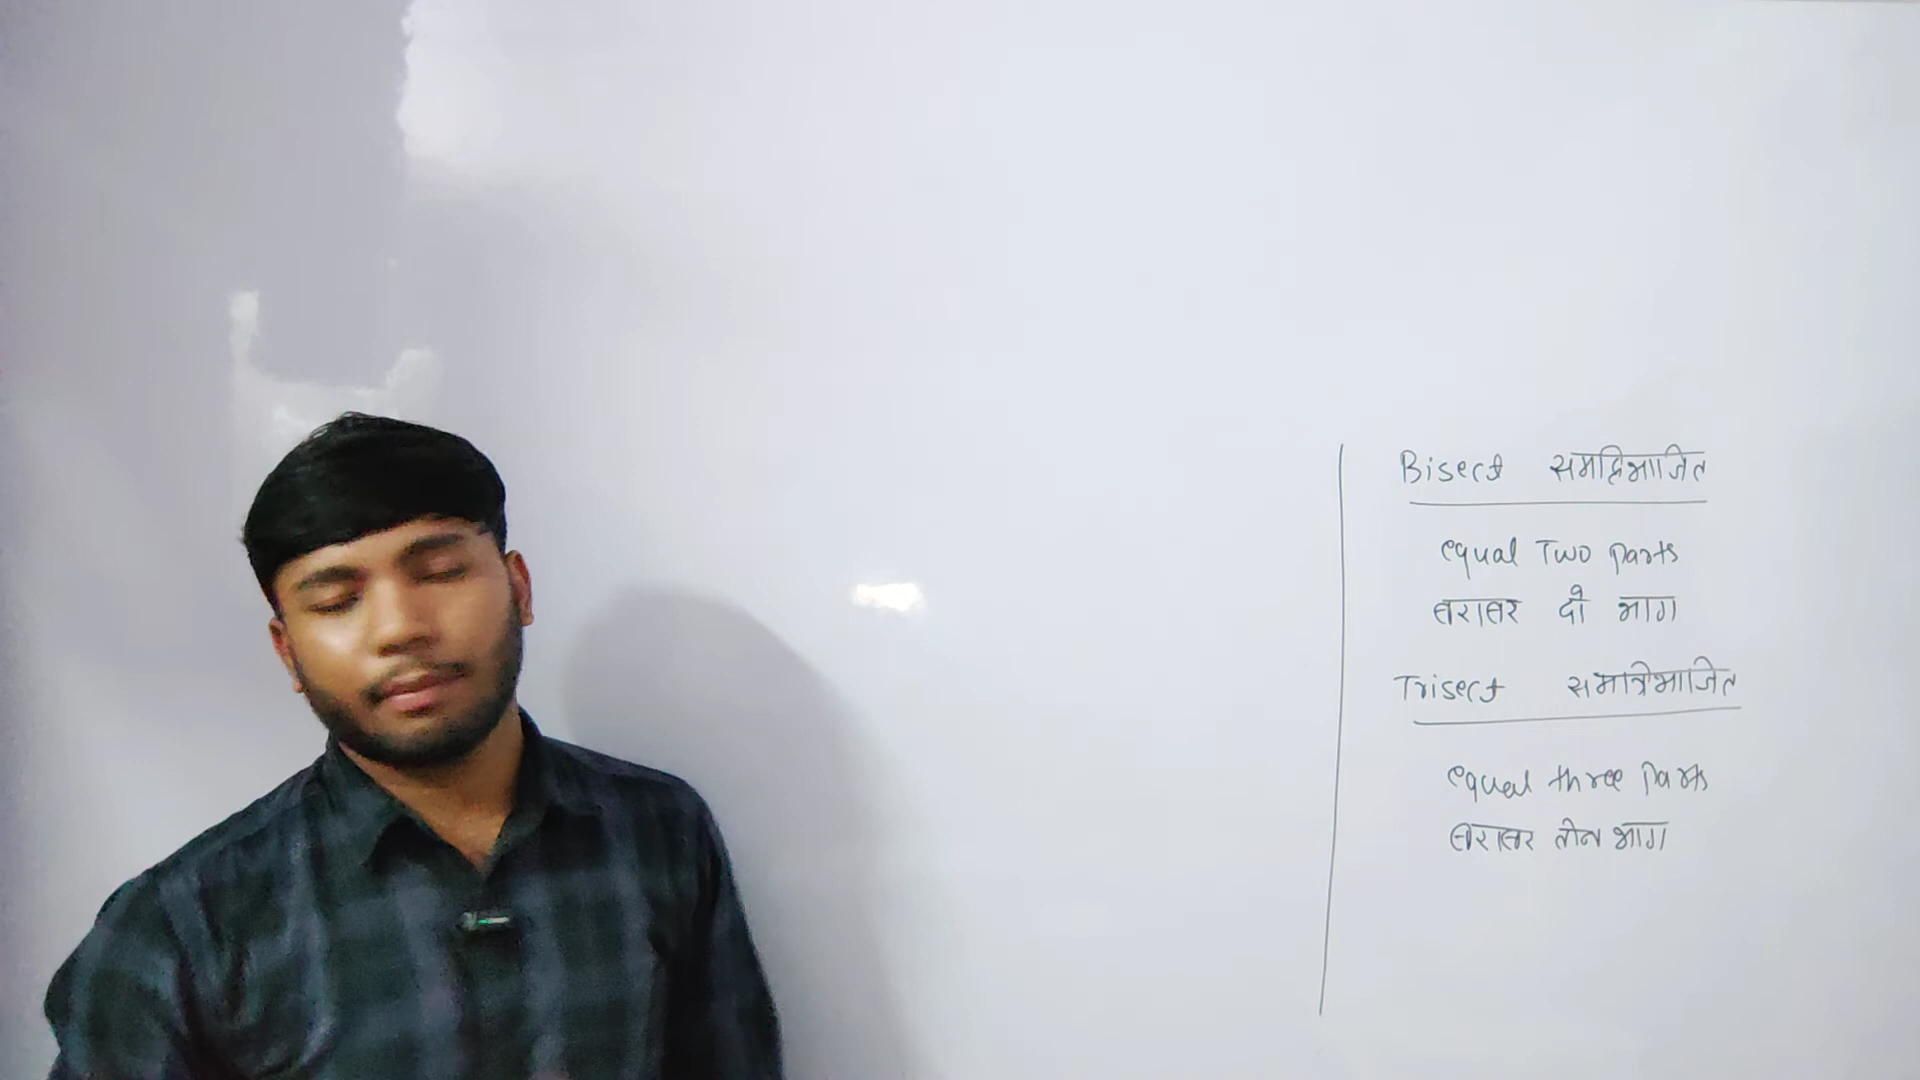 Bisect समद्विभाजित
equal Two parts
बराबर दो भाग
Trisect समत्रिभाजित
equal three parts
बराबर तीन भाग